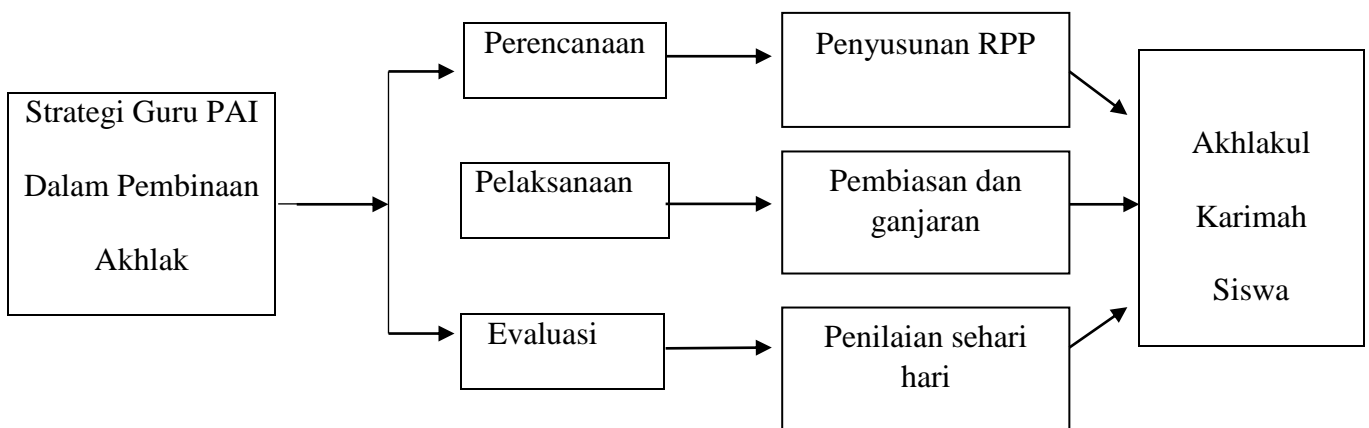 Strategi Guru PAI
Dalam Pembinaan
Akhlak
Perencanaan
Pelaksanaan
Evaluasi
Penyusunan RPP
Pembiasan dan
ganjaran
Penilaian sehari
hari
Akhlakul
Karimah
Siswa